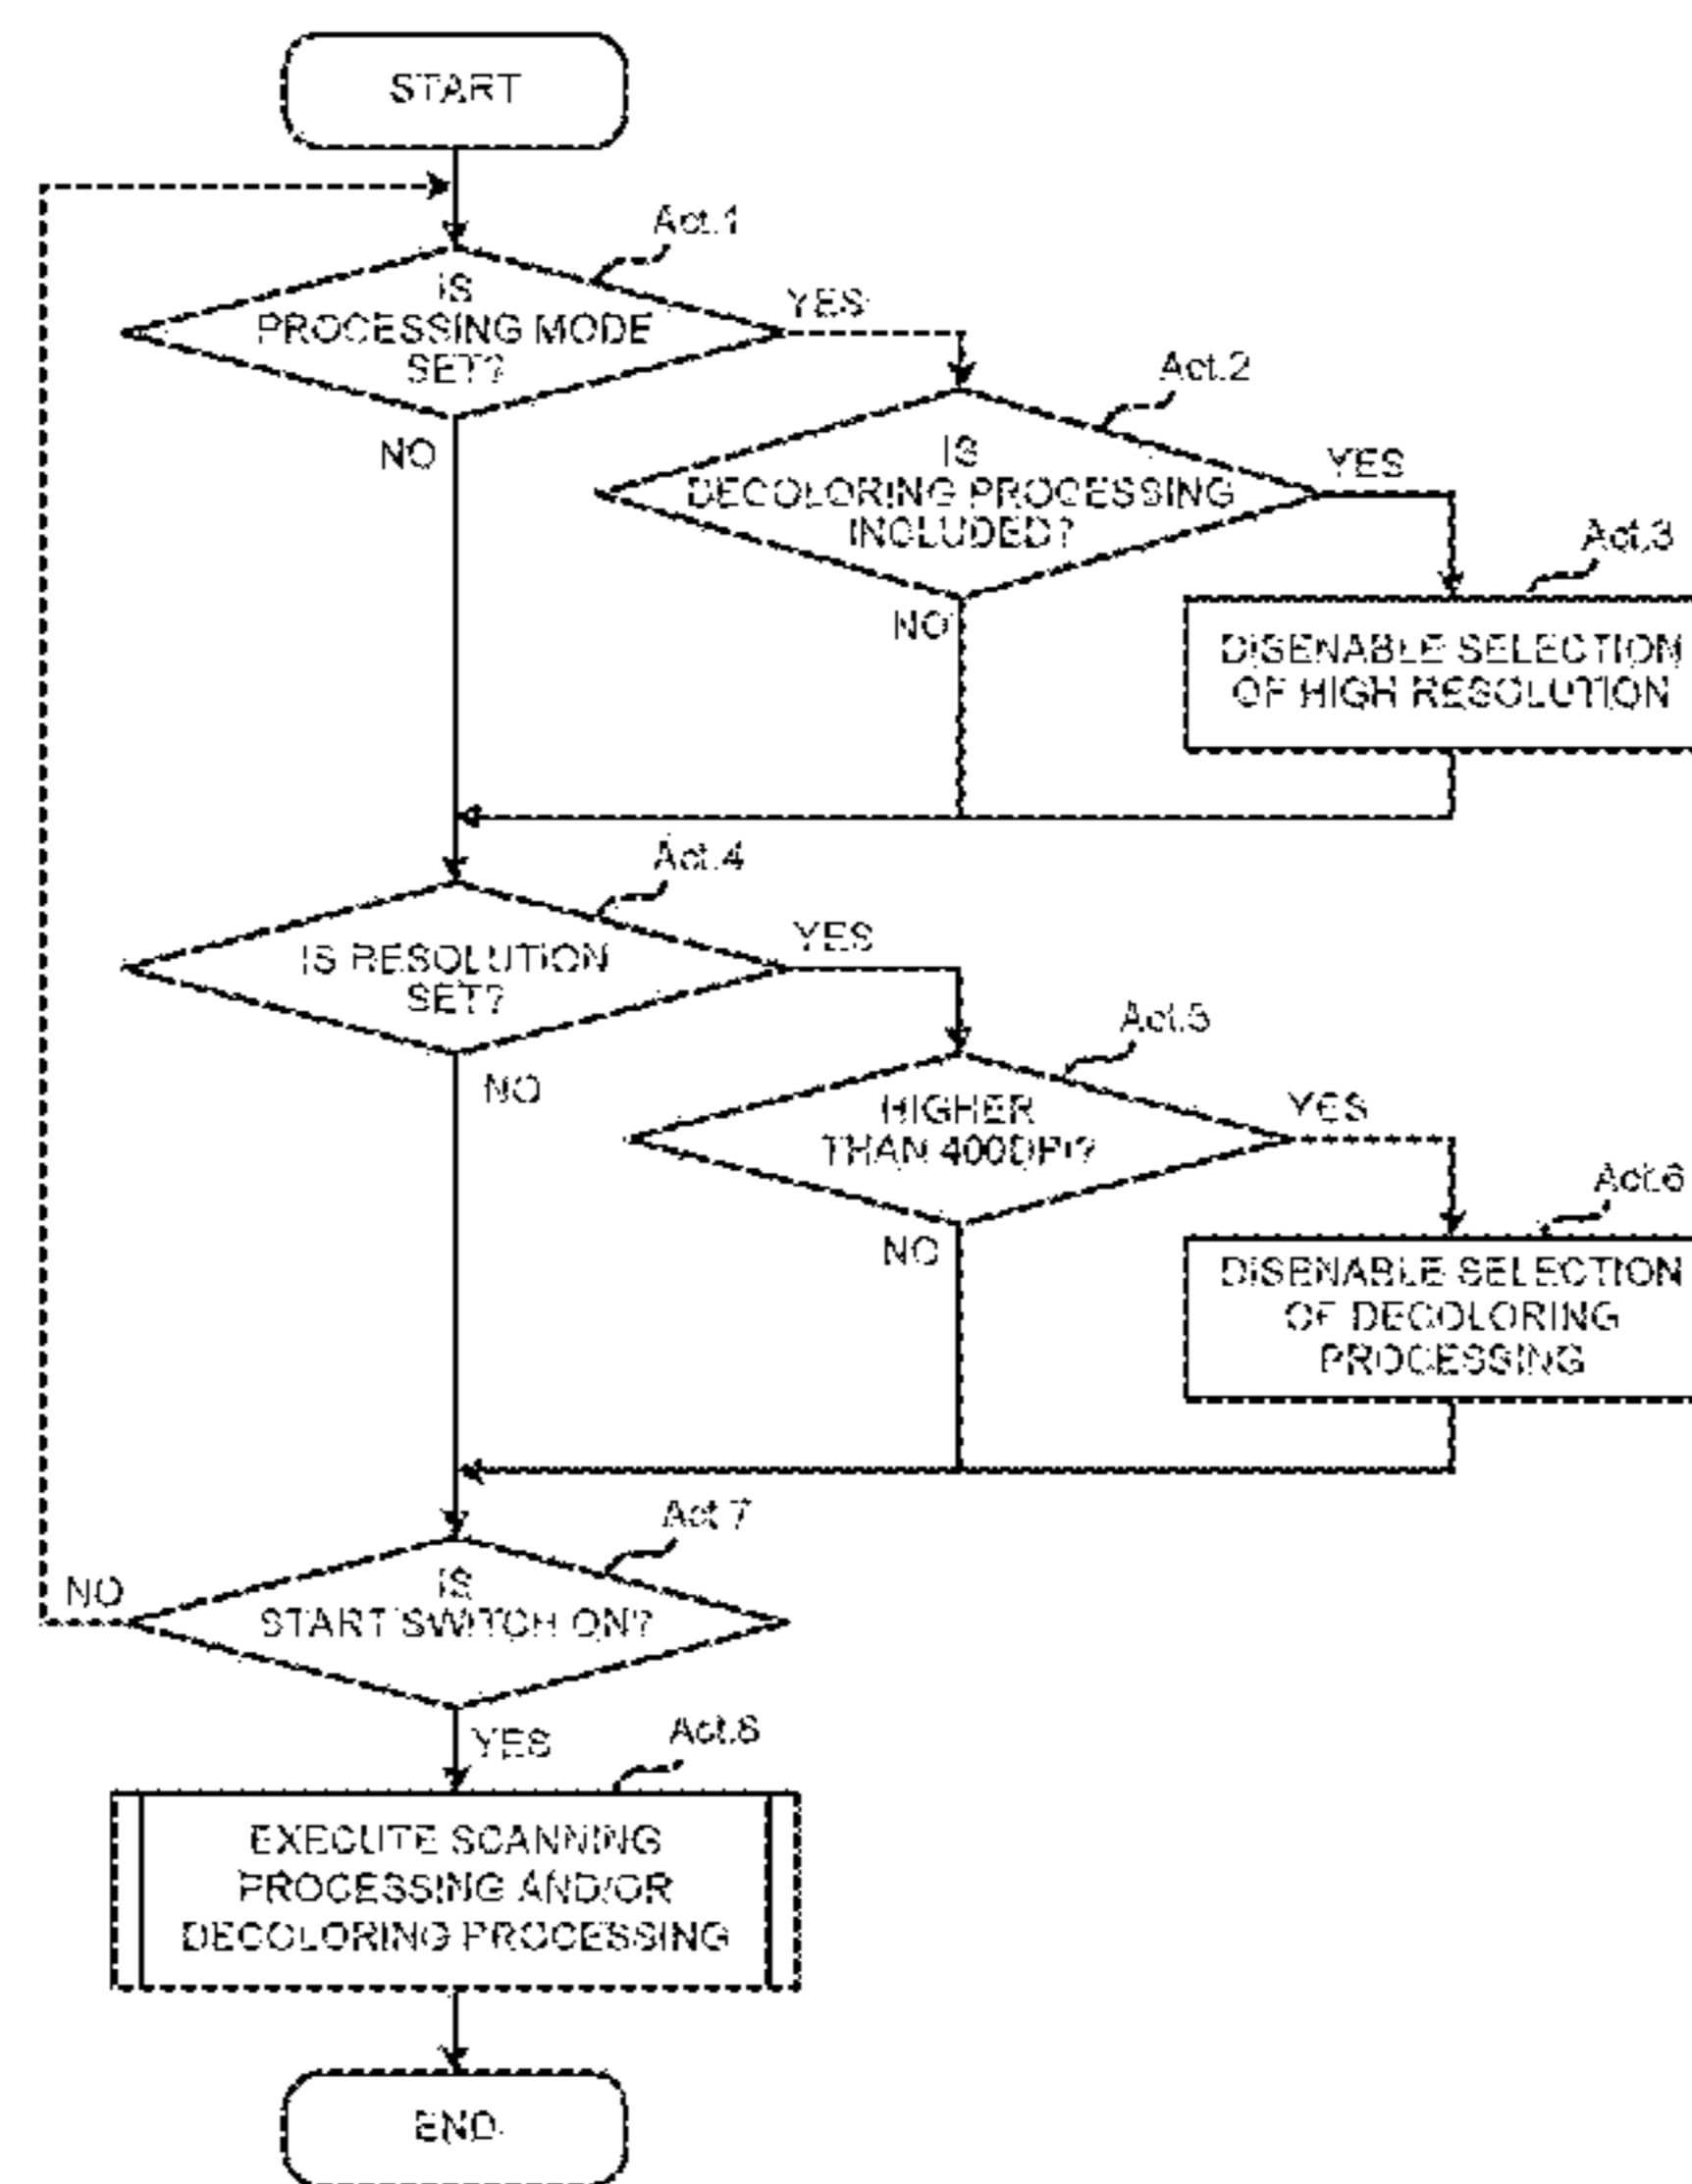 START
Act.1
IS
PROCESSING MODE
SET?
YES
NO
Act.2
IS
DECOLORING PROCESSING
INCLUDED?
YES
NO
Act.3
DISENABLE SELECTION
OF HIGH RESOLUTION
Act.4
IS RESOLUTION
SET?
YES
NO
Act.5
HIGHER
THAN 400DPI?
YES
NO
Act.6
DISENABLE SELECTION
OF DECOLORING
PROCESSING
Act.7
IS
START SWITCH ON?
NO
YES
Act.8
EXECUTE SCANNING
PROCESSING AND/OR
DECOLORING PROCESSING
END